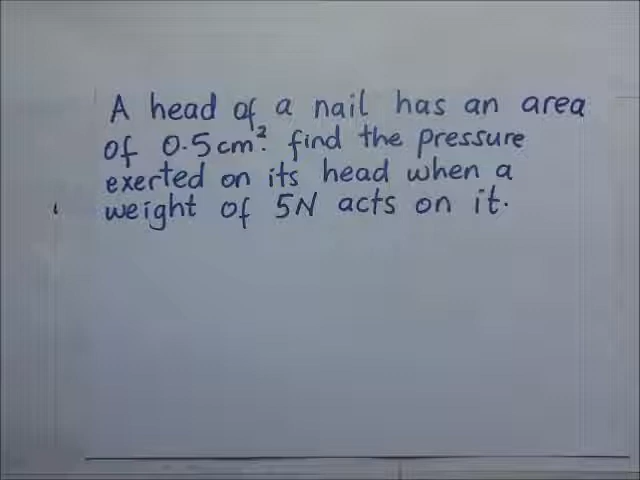 A head of a nail has an area
of 0.5cm². find the pressure
exerted on its head when a
weight of 5N acts on it.